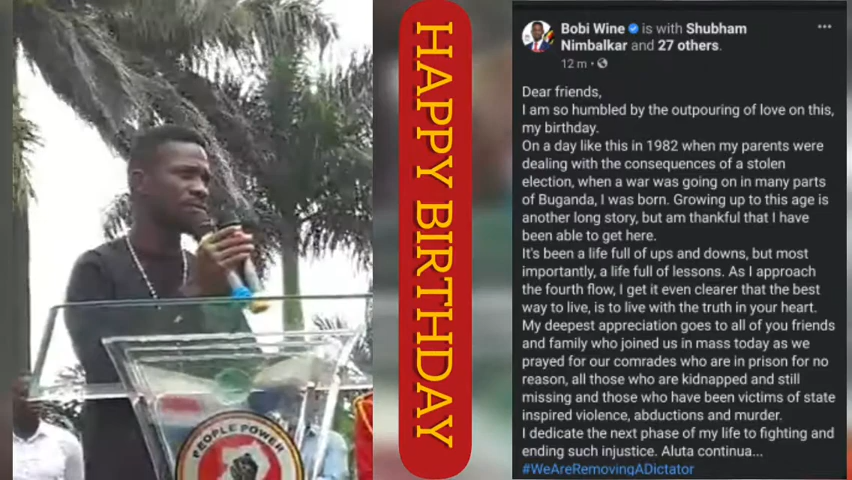 PEOPLE POWER
HAPPY BIRTHDAY
Bobi Wine is with Shubham
Nimbalkar and 27 others.
12 m •
Dear friends,
I am so humbled by the outpouring of love on this,
my birthday.
On a day like this in 1982 when my parents were
dealing with the consequences of a stolen
election, when a war was going on in many parts
of Buganda, I was born. Growing up to this age is
another long story, but am thankful that I have
been able to get here.
It's been a life full of ups and downs, but most
importantly, a life full of lessons. As I approach
the fourth flow, I get it even clearer that the best
way to live, is to live with the truth in your heart.
My deepest appreciation goes to all of you friends
and family who joined us in mass today as we
prayed for our comrades who are in prison for no
reason, all those who are kidnapped and still
missing and those who have been victims of state
inspired violence, abductions and murder.
I dedicate the next phase of my life to fighting and
ending such injustice. Aluta continua...
#WeAreRemovingADictator